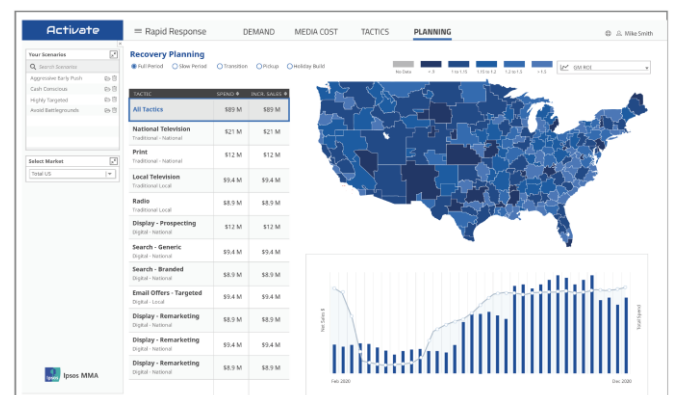 Activate
Rapid Response
DEMAND
MEDIA COST
TACTICS
PLANNING
Mike Smith
Your Scenarios
Search Scenarios
Aggressive Early Push
Cash Conscious
Highly Targeted
Avoid Battlegrounds
Select Market
Total US
Recovery Planning
Full Period
Slow Period
Transition
Pickup
Holiday Build
No Data
GM ROI
TACTIC SPEND INCR. SALES
All Tactics $89 M $89 M
National Television $21 M $21 M
Traditional - National
Print $12 M $12 M
Traditional - National
Local Television $9.4 M $9.4 M
Traditional Local
Radio $8.9 M $8.9 M
Traditional Local
Display - Prospecting $12 M $12 M
Digital - National
Search - Generic $9.4 M $9.4 M
Digital - National
Search - Branded $8.9 M $8.9 M
Digital - National
Email Offers - Targeted $9.4 M $9.4 M
Digital - Local
Display - Remarketing $8.9 M $8.9 M
Digital - National
Display - Remarketing $9.4 M $9.4 M
Digital - National
Display - Remarketing $8.9 M $8.9 M
Digital - National
Net Sales $
Total Spend
Feb 2020
Dec 2020
Ipsos MMA